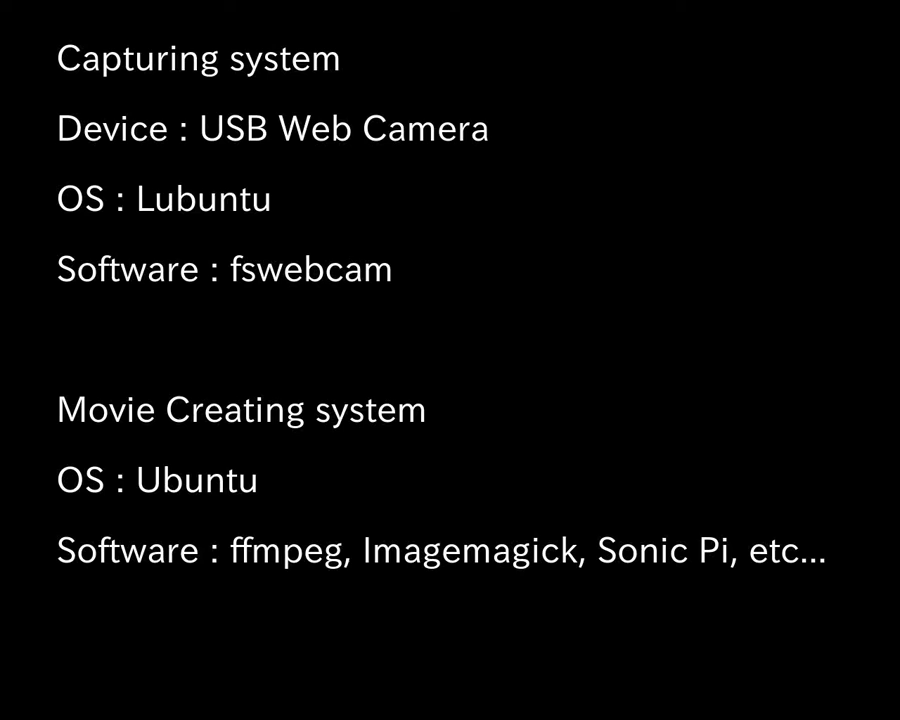 Capturing system
Device : USB Web Camera
OS : Lubuntu
Software : fswebcam
Movie Creating system
OS : Ubuntu
Software : ffmpeg, Imagemagick, Sonic Pi, etc...